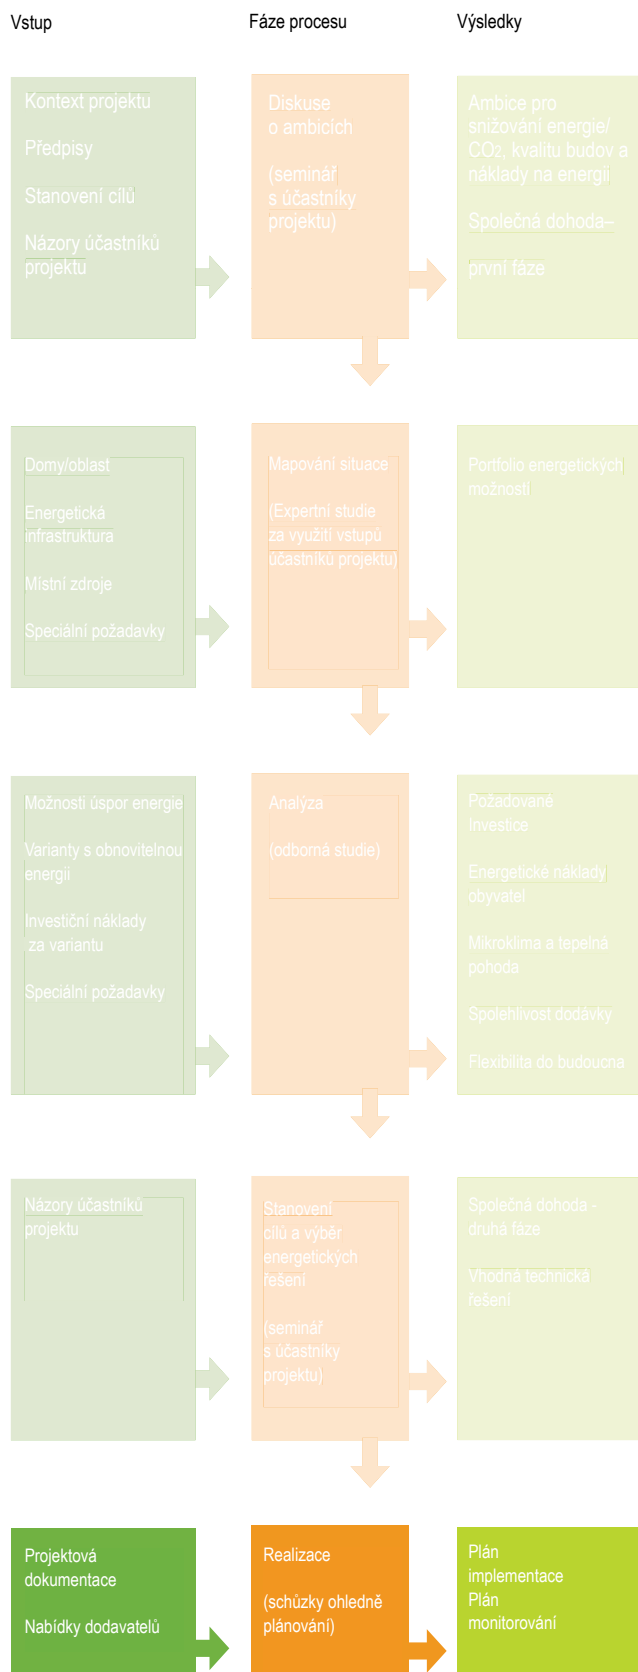 Vstup
Fáze procesu
Výsledky
Kontext projektu
Předpisy
Stanovení cílů
Názory účastníků
projektu
Diskuse
o ambicích
(seminář
s účastníky
projektu)
Ambice pro
snižování energie/
CO2, kvalitu budov a
náklady na energii
Společná dohoda–
první fáze
Domy/oblast
Energetická
infrastruktura
Místní zdroje
Speciální požadavky
Mapování situace
(Expertní studie
za využití vstupů
účastníků projektu)
Portfolio energetických
možností
Možnosti úspor energie
Varianty s obnovitelnou
energii
Investiční náklady
za variantu
Speciální požadavky
Analýza
(odborná studie)
Požadované
Investice
Energetické náklady
obyvatel
Mikroklima a tepelná
pohoda
Spolehlivost dodávky
Flexibilita do budoucna
Názory účastníků
projektu
Stanovení
cílů a výběr
energetických
řešení
(seminář
s účastníky
projektu)
Společná dohoda -
druhá fáze
Vhodná technická
řešení
Projektová
dokumentace
Nabídky dodavatelů
Realizace
(schůzky ohledně
plánování)
Plán
implementace
Plán
monitorování